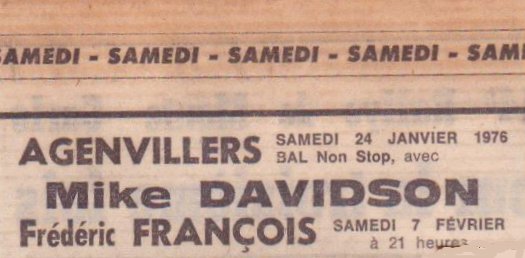 SAMEDI - SAMEDI - SAMEDI - SAMEDI - SAM
AGENVILLERS SAMEDI 24 JANVIER 1976
BAL Non Stop, avec
Mike DAVIDSON
Frédéric FRANÇOIS SAMEDI 7 FÉVRIER
à 21 heures